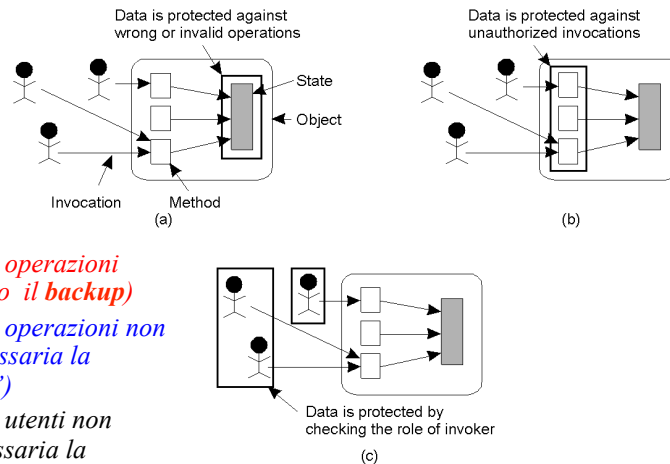 Data is protected against
wrong or invalid operations
State
Object
Invocation
Method
(a)
Data is protected against
unauthorized invocations
(b)
operazioni
il backup)
operazioni non
ssaria la
utenti non
ssaria la
Data is protected by
checking the role of invoker
(c)